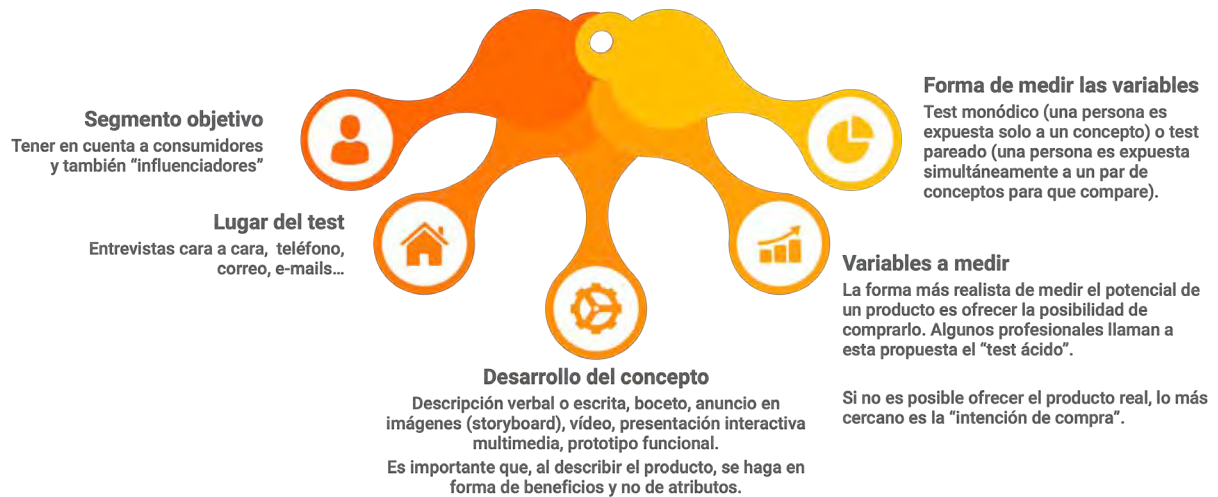 Segmento objetivo
Tener en cuenta a consumidores
y también “influenciadores”
Lugar del test
Entrevistas cara a cara, teléfono,
correo, e-mails…
Desarrollo del concepto
Descripción verbal o escrita, boceto, anuncio en
imágenes (storyboard), vídeo, presentación interactiva
multimedia, prototipo funcional.
Es importante que, al describir el producto, se haga en
forma de beneficios y no de atributos.
Variables a medir
La forma más realista de medir el potencial de
un producto es ofrecer la posibilidad de
comprarlo. Algunos profesionales llaman a
esta propuesta el “test ácido”.
Si no es posible ofrecer el producto real, lo más
cercano es la “intención de compra”.
Forma de medir las variables
Test monódico (una persona es
expuesta solo a un concepto) o test
pareado (una persona es expuesta
simultáneamente a un par de
conceptos para que compare).